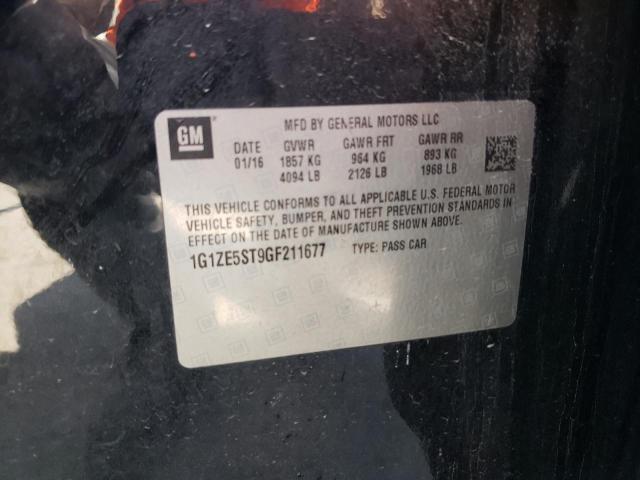 GM
MFD BY GENERAL MOTORS LLC
DATE GVWR GAWR FRT GAWR RR
01/16 1857 KG 964 KG 893 KG
4094 LB 2126 LB 1968 LB
THIS VEHICLE CONFORMS TO ALL APPLICABLE U.S. FEDERAL MOTOR
VEHICLE SAFETY, BUMPER, AND THEFT PREVENTION STANDARDS IN
EFFECT ON THE DATE OF MANUFACTURE SHOWN ABOVE.
1G1ZE5ST9GF211677 TYPE: PASS CAR